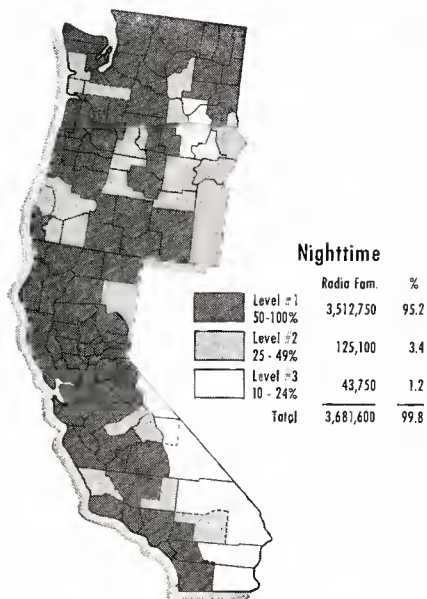 Nighttime
Radio Fam. %
Level #1
50-100% 3,512,750 95.2
Level #2
25 - 49% 125,100 3.4
Level #3
10 - 24% 43,750 1.2
Total 3,681,600 99.8